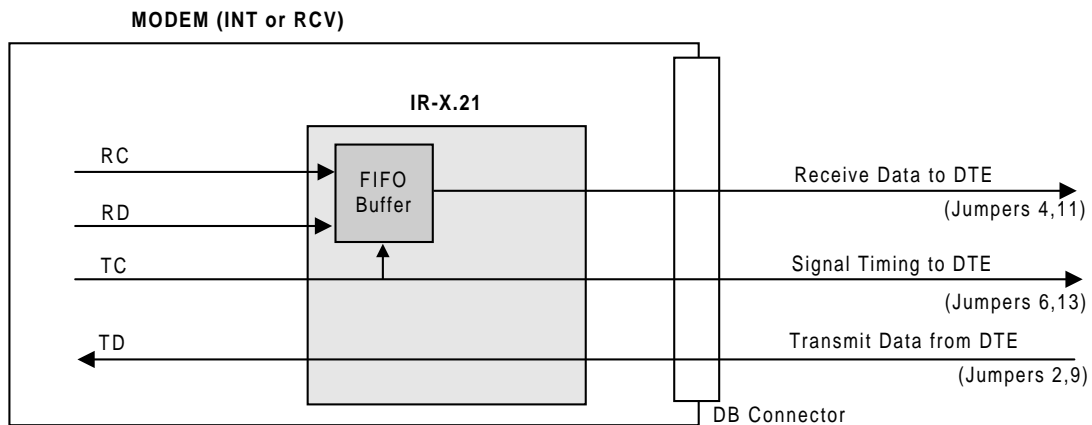 MODEM (INT or RCV)
IR-X.21
RC
FIFO
Buffer
Receive Data to DTE
(Jumpers 4,11)
RD
TC
Signal Timing to DTE
(Jumpers 6,13)
TD
Transmit Data from DTE
(Jumpers 2,9)
DB Connector